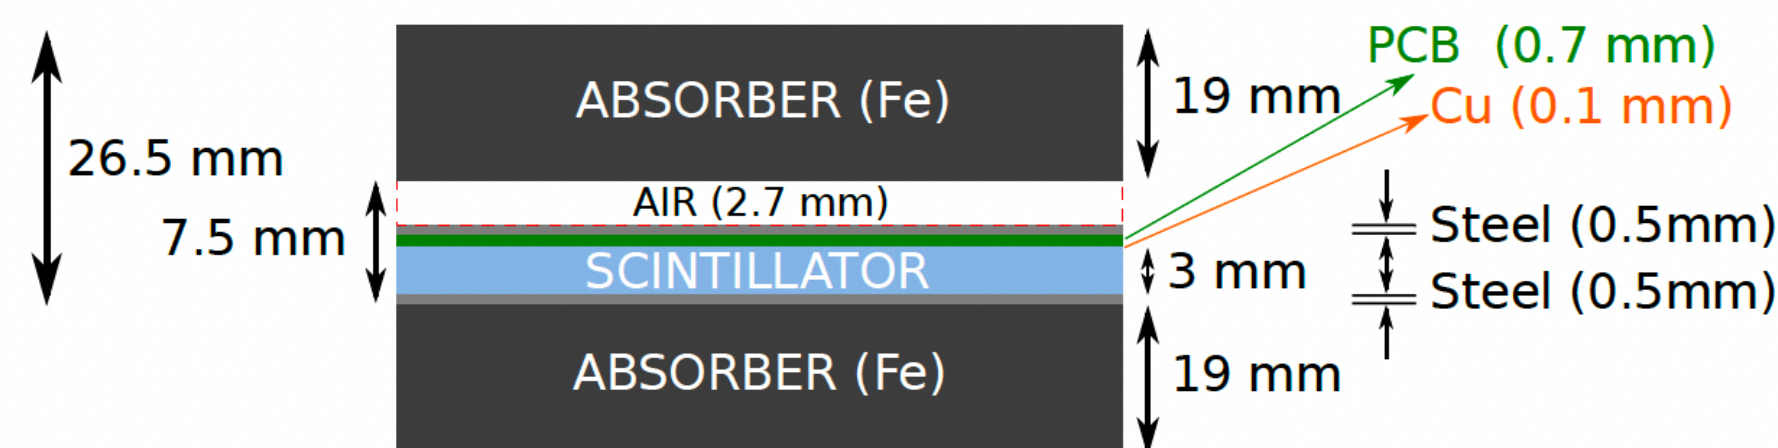 PCB (0.7 mm)
ABSORBER (Fe)
19 mm
Cu (0.1 mm)
26.5 mm
AIR (2.7 mm)
7.5 mm
Steel (0.5mm)
SCINTILLATOR
3 mm
Steel (0.5mm)
ABSORBER (Fe)
19 mm